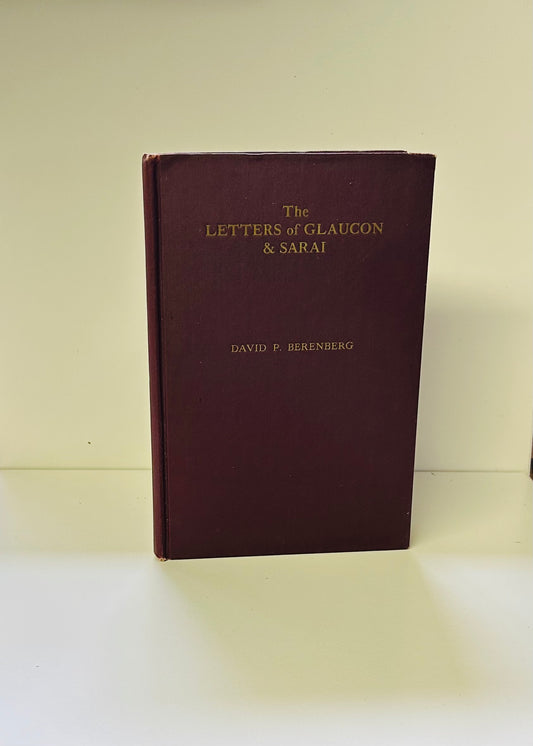 The
LETTERS of GLAUCON
& SARAI
DAVID P. BERENBERG